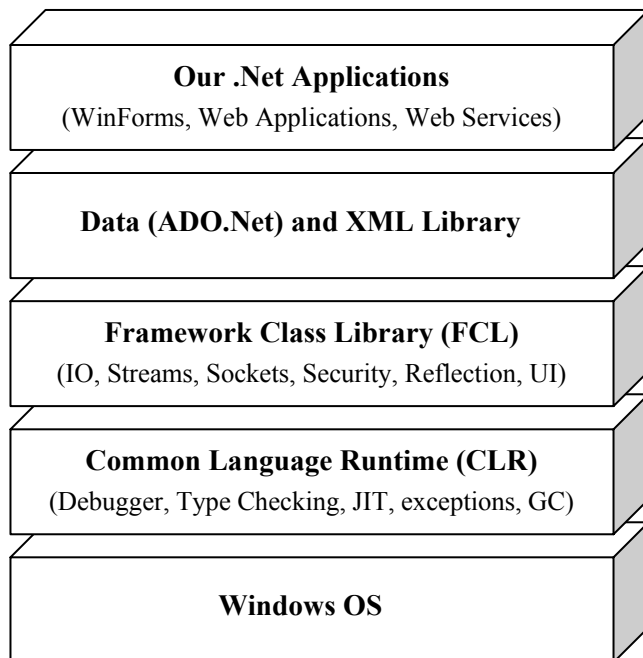 Our .Net Applications
(WinForms, Web Applications, Web Services)
Data (ADO.Net) and XML Library
Framework Class Library (FCL)
(IO, Streams, Sockets, Security, Reflection, UI)
Common Language Runtime (CLR)
(Debugger, Type Checking, JIT, exceptions, GC)
Windows OS